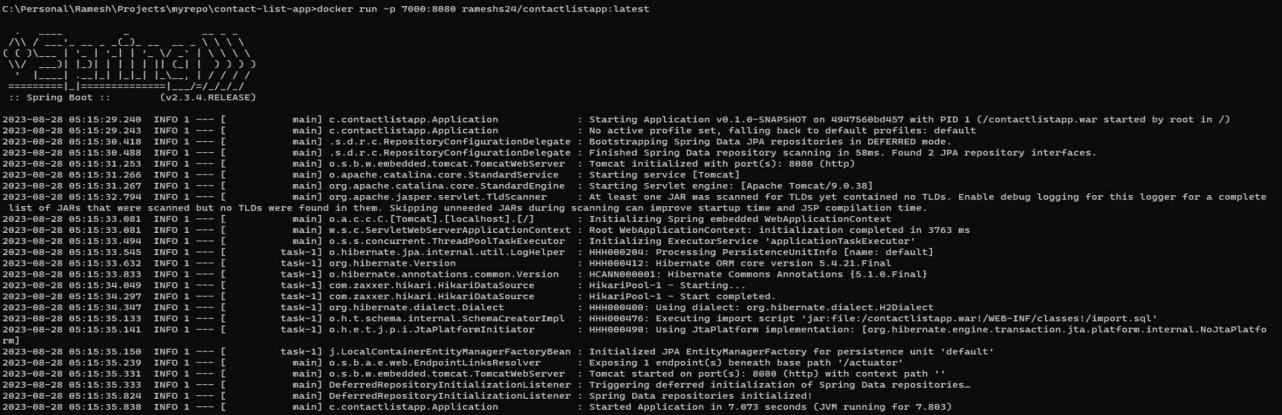 C:\Personal\Ramesh\Projects\myrepo\contact-list-app>docker run -p 7000:8080 rameshs24/contactlistapp:latest
  .   ____          _            __ _ _
 /\\ / ___'_ __ _ _(_)_ __  __ _ \ \ \ \
( ( )\___ | '_ | '_| | '_ \/ _` | \ \ \ \
 \\/  ___)| |_)| | | | | || (_| |  ) ) ) )
  '  |____| .__|_| |_|_| |_\__, | / / / /
 =========|_|==============|___/=/_/_/_/
 :: Spring Boot ::        (v2.3.4.RELEASE)
2023-08-28 05:15:29.240  INFO 1 --- [           main] c.contactlistapp.Application             : Starting Application v0.1.0-SNAPSHOT on 4947560bd457 with PID 1 (/contactlistapp.war started by root in /)
2023-08-28 05:15:29.243  INFO 1 --- [           main] c.contactlistapp.Application             : No active profile set, falling back to default profiles: default
2023-08-28 05:15:30.418  INFO 1 --- [           main] .s.d.r.c.RepositoryConfigurationDelegate : Bootstrapping Spring Data JPA repositories in DEFERRED mode.
2023-08-28 05:15:30.488  INFO 1 --- [           main] .s.d.r.c.RepositoryConfigurationDelegate : Finished Spring Data repository scanning in 58ms. Found 2 JPA repository interfaces.
2023-08-28 05:15:31.253  INFO 1 --- [           main] o.s.b.w.embedded.tomcat.TomcatWebServer  : Tomcat initialized with port(s): 8080 (http)
2023-08-28 05:15:31.266  INFO 1 --- [           main] o.apache.catalina.core.StandardService   : Starting service [Tomcat]
2023-08-28 05:15:31.267  INFO 1 --- [           main] org.apache.catalina.core.StandardEngine  : Starting Servlet engine: [Apache Tomcat/9.0.38]
2023-08-28 05:15:32.794  INFO 1 --- [           main] org.apache.jasper.servlet.TldScanner     : At least one JAR was scanned for TLDs yet contained no TLDs. Enable debug logging for this logger for a complete
 list of JARs that were scanned but no TLDs were found in them. Skipping unneeded JARs during scanning can improve startup time and JSP compilation time.
2023-08-28 05:15:33.081  INFO 1 --- [           main] o.a.c.c.C.[Tomcat].[localhost].[/]       : Initializing Spring embedded WebApplicationContext
2023-08-28 05:15:33.081  INFO 1 --- [           main] w.s.c.ServletWebServerApplicationContext : Root WebApplicationContext: initialization completed in 3763 ms
2023-08-28 05:15:33.494  INFO 1 --- [           main] o.s.s.concurrent.ThreadPoolTaskExecutor  : Initializing ExecutorService 'applicationTaskExecutor'
2023-08-28 05:15:33.545  INFO 1 --- [         task-1] o.hibernate.jpa.internal.util.LogHelper  : HHH000204: Processing PersistenceUnitInfo [name: default]
2023-08-28 05:15:33.632  INFO 1 --- [         task-1] org.hibernate.Version                    : HHH000412: Hibernate ORM core version 5.4.21.Final
2023-08-28 05:15:33.833  INFO 1 --- [         task-1] o.hibernate.annotations.common.Version   : HCANN000001: Hibernate Commons Annotations {5.1.0.Final}
2023-08-28 05:15:34.049  INFO 1 --- [         task-1] com.zaxxer.hikari.HikariDataSource       : HikariPool-1 - Starting...
2023-08-28 05:15:34.297  INFO 1 --- [         task-1] com.zaxxer.hikari.HikariDataSource       : HikariPool-1 - Start completed.
2023-08-28 05:15:34.347  INFO 1 --- [         task-1] org.hibernate.dialect.Dialect            : HHH000400: Using dialect: org.hibernate.dialect.H2Dialect
2023-08-28 05:15:35.133  INFO 1 --- [         task-1] o.h.t.schema.internal.SchemaCreatorImpl  : HHH000476: Executing import script 'jar:file:/contactlistapp.war!/WEB-INF/classes!/import.sql'
2023-08-28 05:15:35.141  INFO 1 --- [         task-1] o.h.e.t.j.p.i.JtaPlatformInitiator       : HHH000490: Using JtaPlatform implementation: [org.hibernate.engine.transaction.jta.platform.internal.NoJtaPlatfo
rm]
2023-08-28 05:15:35.150  INFO 1 --- [         task-1] j.LocalContainerEntityManagerFactoryBean : Initialized JPA EntityManagerFactory for persistence unit 'default'
2023-08-28 05:15:35.239  INFO 1 --- [           main] o.s.b.a.e.web.EndpointLinksResolver      : Exposing 1 endpoint(s) beneath base path '/actuator'
2023-08-28 05:15:35.331  INFO 1 --- [           main] o.s.b.w.embedded.tomcat.TomcatWebServer  : Tomcat started on port(s): 8080 (http) with context path ''
2023-08-28 05:15:35.333  INFO 1 --- [           main] DeferredRepositoryInitializationListener : Triggering deferred initialization of Spring Data repositories…
2023-08-28 05:15:35.824  INFO 1 --- [           main] DeferredRepositoryInitializationListener : Spring Data repositories initialized!
2023-08-28 05:15:35.838  INFO 1 --- [           main] c.contactlistapp.Application             : Started Application in 7.073 seconds (JVM running for 7.803)